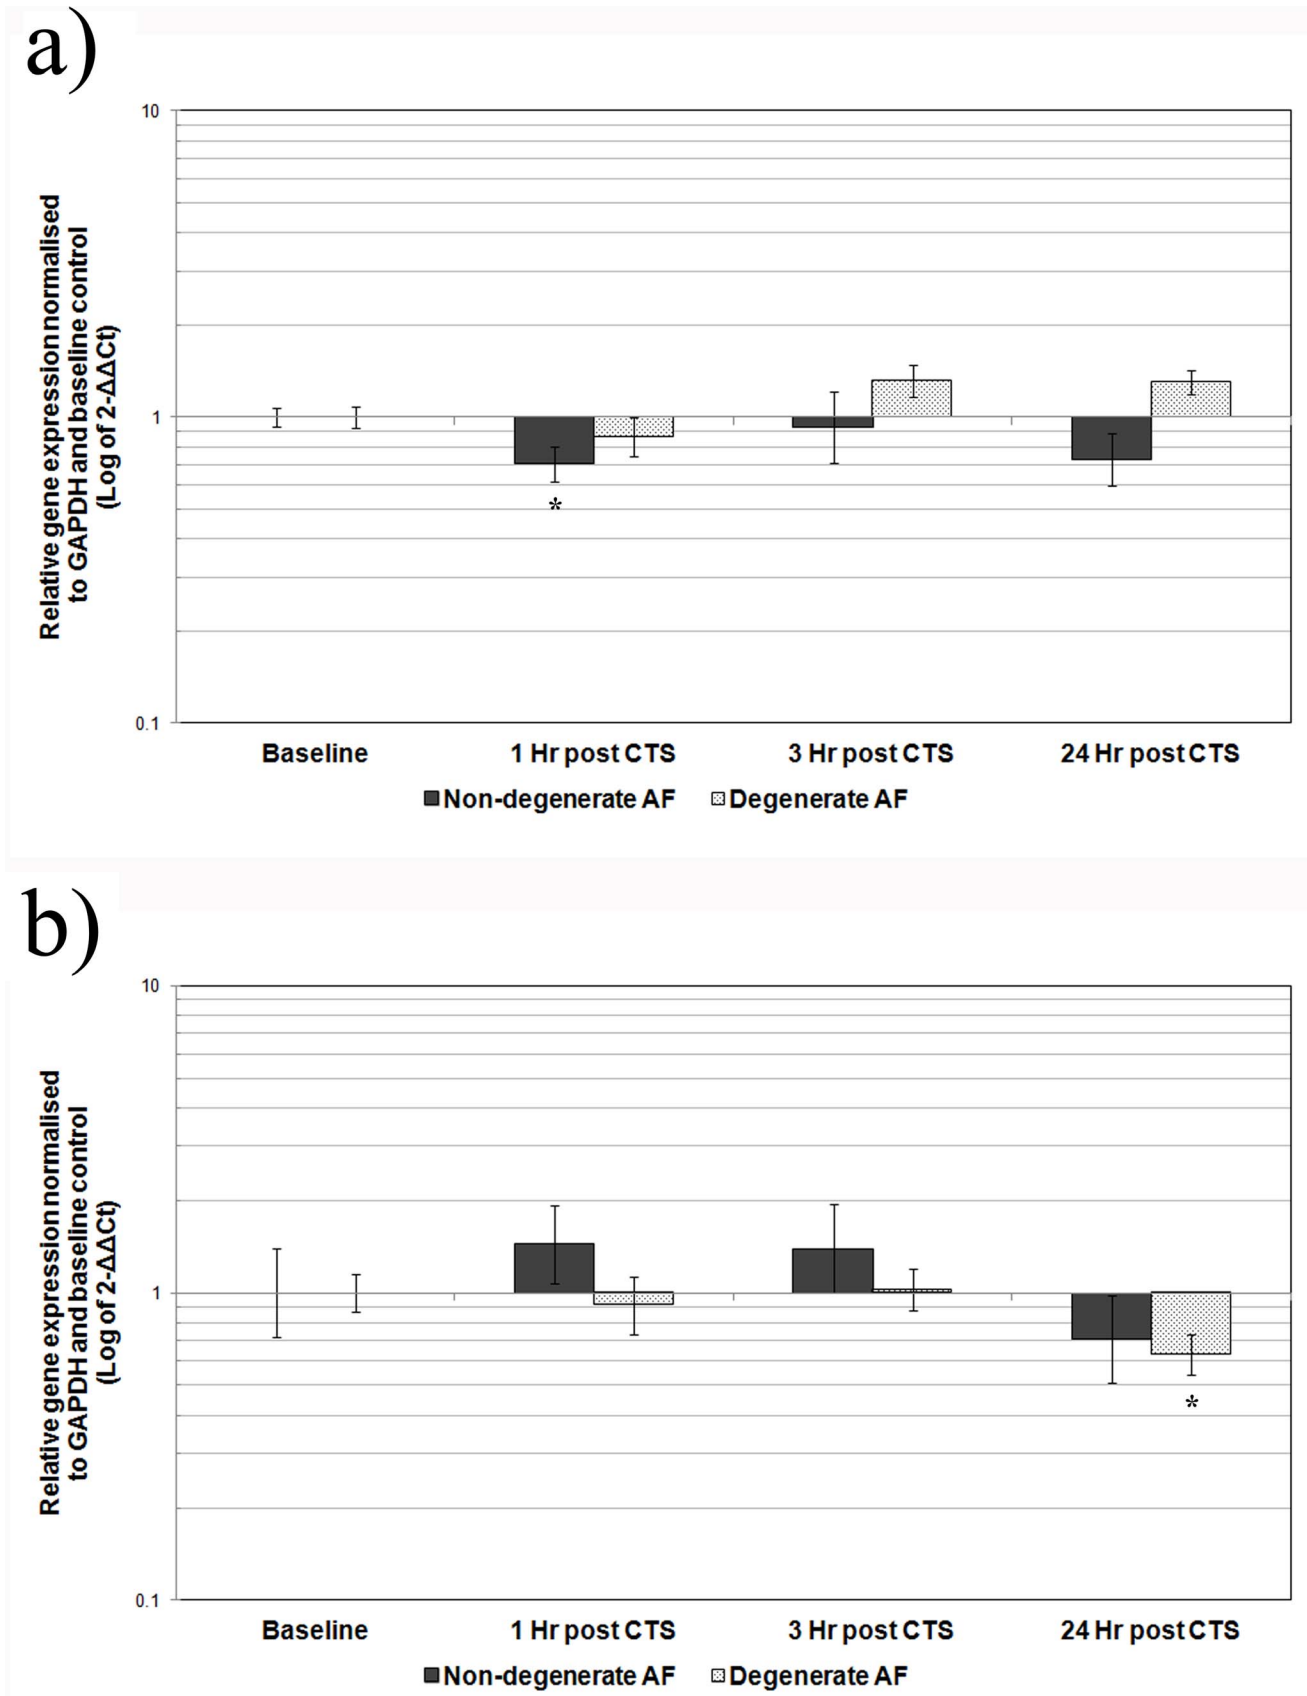 a)
Relative gene expression normalised
to GAPDH and baseline control
(Log of 2-ΔΔCt)
10
1
0.1
*
Baseline
1 Hr post CTS
3 Hr post CTS
24 Hr post CTS
Non-degenerate AF
Degenerate AF
b)
Relative gene expression normalised
to GAPDH and baseline control
(Log of 2-ΔΔCt)
10
1
0.1
*
Baseline
1 Hr post CTS
3 Hr post CTS
24 Hr post CTS
Non-degenerate AF
Degenerate AF